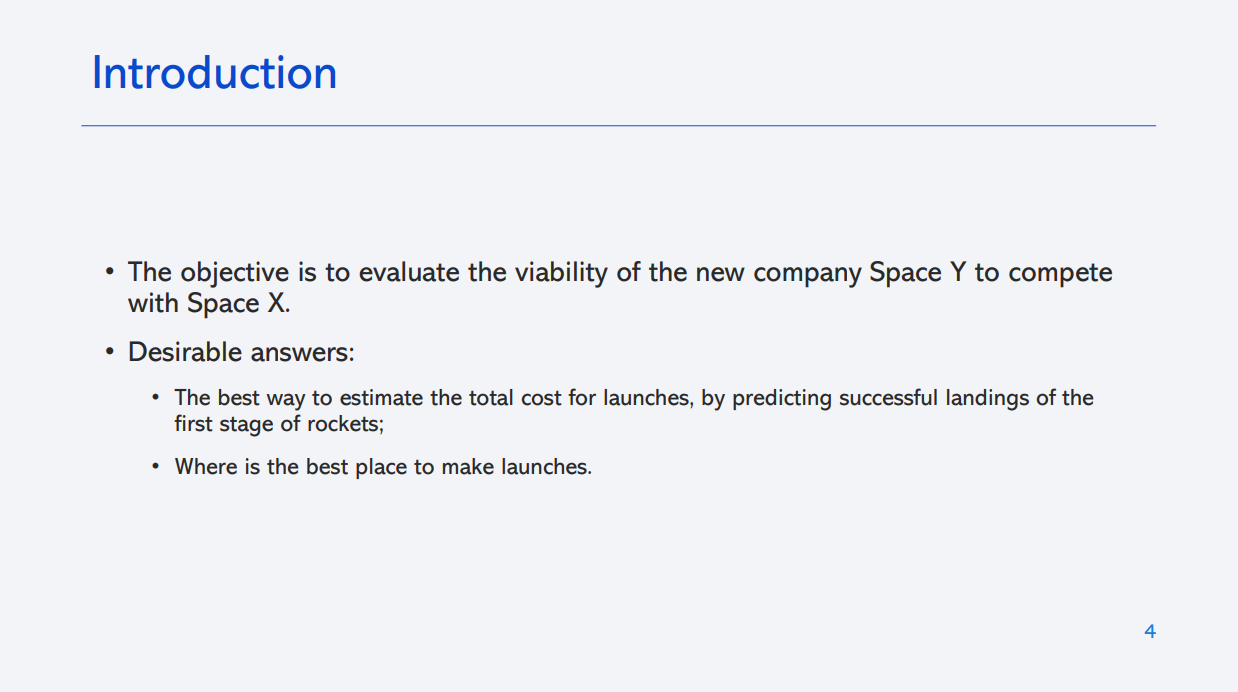 Introduction
• The objective is to evaluate the viability of the new company Space Y to compete
with Space X.
• Desirable answers:
• The best way to estimate the total cost for launches, by predicting successful landings of the
first stage of rockets;
• Where is the best place to make launches.
4